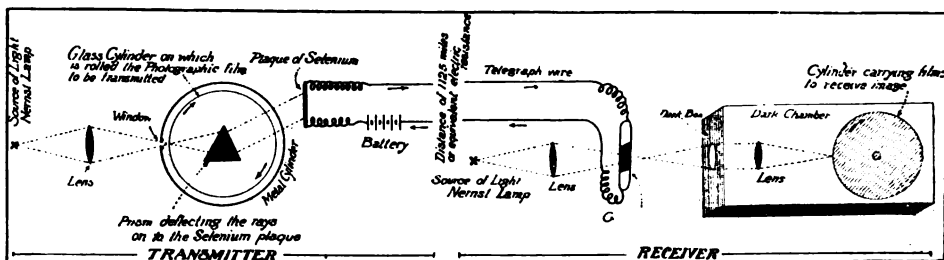 Source of Light
Nernst Lamp
Glass Cylinder on which
is rolled the Photographic film
to be transmitted
Window
Lens
Metal Cylinder
Prism deflecting the rays
on to the Selenium plaque
Plaque of Selenium
Battery
Distance of 1125 miles
or equivalent electric
resistance
Telegraph wire
Source of Light
Nernst Lamp
Lens
G
Dark Chamber
Lens
Cylinder carrying films
to receive image
TRANSMITTER
RECEIVER